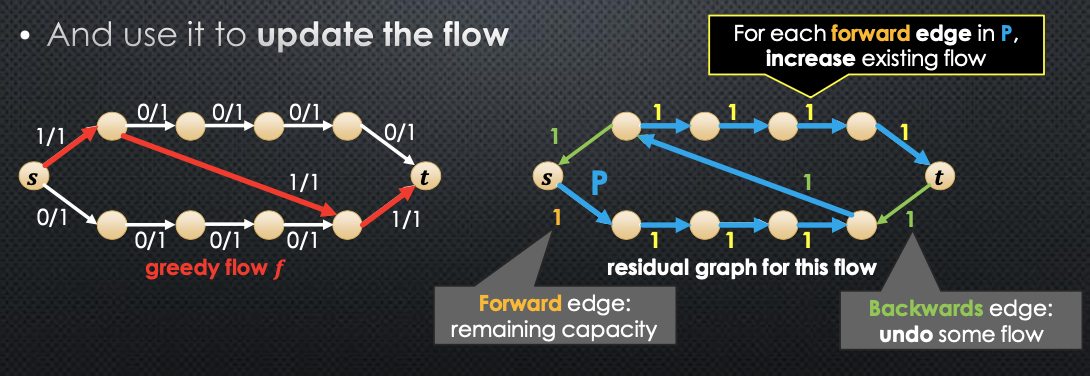 • And use it to update the flow
For each forward edge in P,
increase existing flow
0/1 0/1 0/1
1/1
0/1
s
t
1/1
0/1
1/1
0/1 0/1 0/1
greedy flow f
1 1 1
1
1
s
P
t
1
1
1
1 1 1
residual graph for this flow
Forward edge:
remaining capacity
Backwards edge:
undo some flow